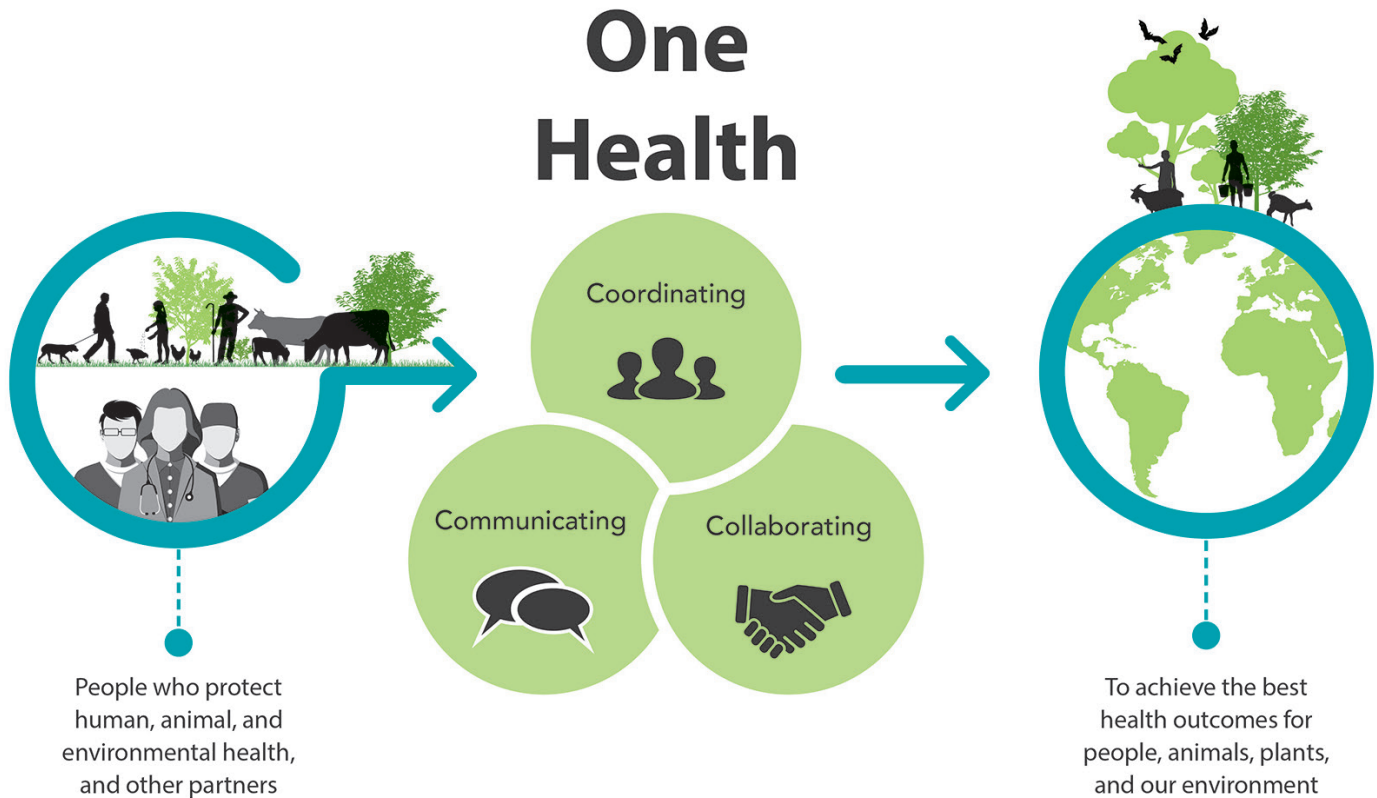 One
Health
Coordinating
Communicating
Collaborating
People who protect
human, animal, and
environmental health,
and other partners
To achieve the best
health outcomes for
people, animals, plants,
and our environment